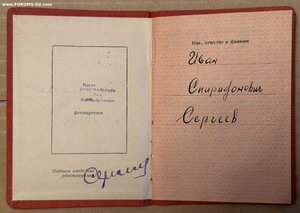 www.FORUMS-SU.com
Место
фотокарточки
Подпись владельца
удостоверения
Имя, отчество и фамилия
Иван
Спиридонович
Сергеев